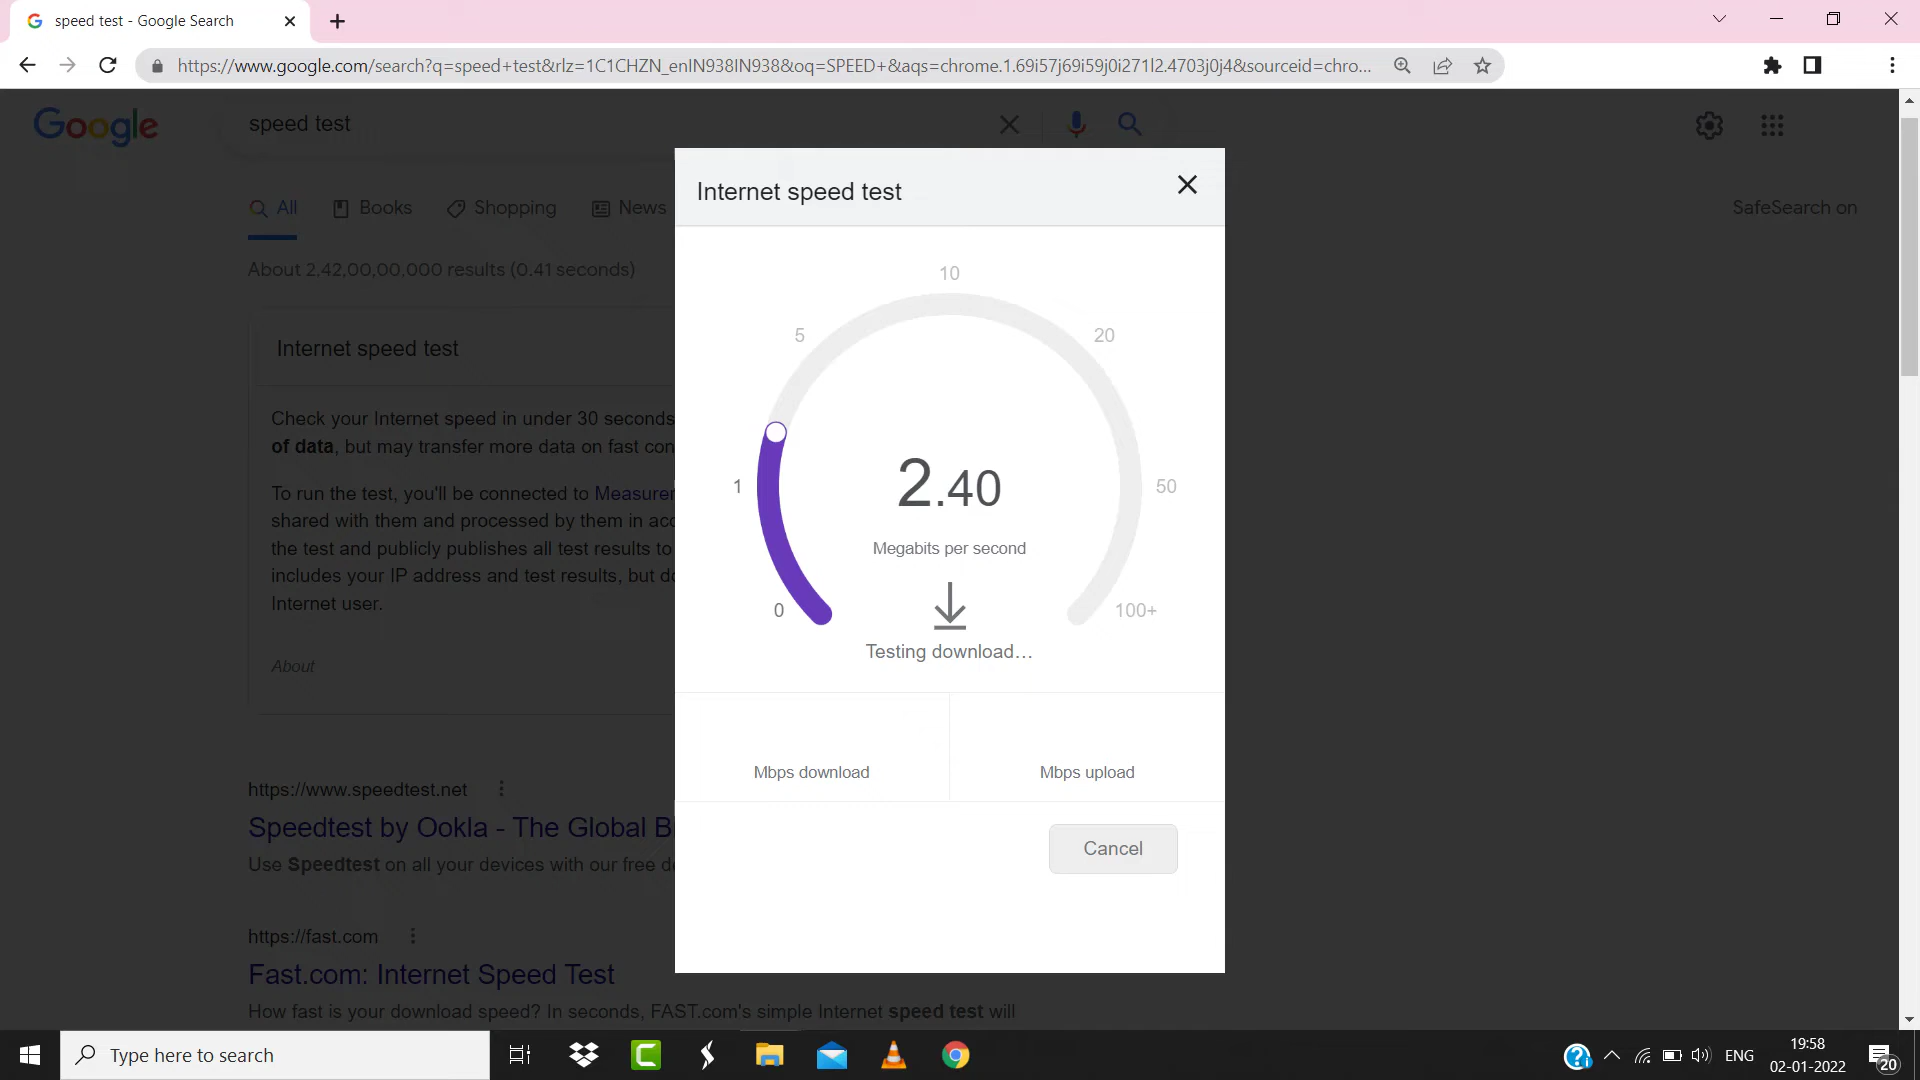 speed test - Google Search
https://www.google.com/search?q=speed+test&rlz=1C1CHZN_enIN938IN938&oq=SPEED+&aqs=chrome.1.69i57j69i59j0i271l2.4703j0j4&sourceid=chro...
Google
speed test
All
Books
Shopping
News
SafeSearch on
About 2.42,00,00,000 results (0.41 seconds)
Internet speed test
Check your Internet speed in under 30 seconds
of data, but may transfer more data on fast con
To run the test, you'll be connected to Measurem
shared with them and processed by them in acc
the test and publicly publishes all test results to
includes your IP address and test results, but do
Internet user.
About
https://www.speedtest.net
Speedtest by Ookla - The Global B
Use Speedtest on all your devices with our free de
https://fast.com
Fast.com: Internet Speed Test
How fast is your download speed? In seconds, FAST.com's simple Internet speed test will
Internet speed test
10
5
20
1
50
0
100+
2.40
Megabits per second
Testing download...
Mbps download
Mbps upload
Cancel
Type here to search
ENG
19:58
02-01-2022
20